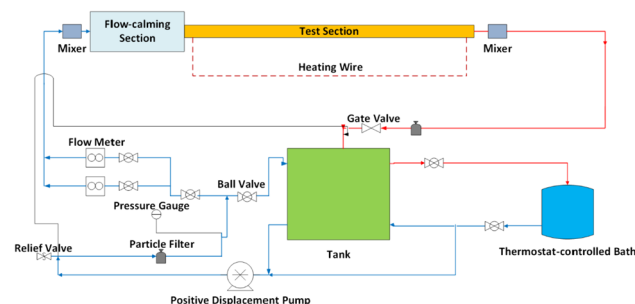 Flow-calming
Section
Mixer
Test Section
Mixer
Heating Wire
Gate Valve
Flow Meter
Ball Valve
Pressure Gauge
Relief Valve
Particle Filter
Tank
Thermostat-controlled Bath
Positive Displacement Pump